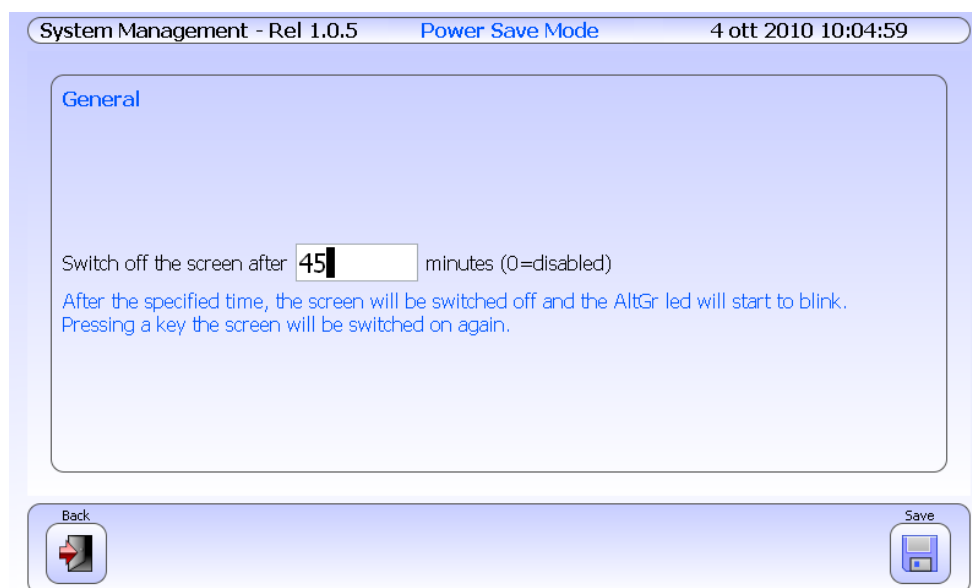 System Management - Rel 1.0.5 Power Save Mode 4 ott 2010 10:04:59
General
Switch off the screen after 45 minutes (0=disabled)
After the specified time, the screen will be switched off and the AltGr led will start to blink.
Pressing a key the screen will be switched on again.
Back Save